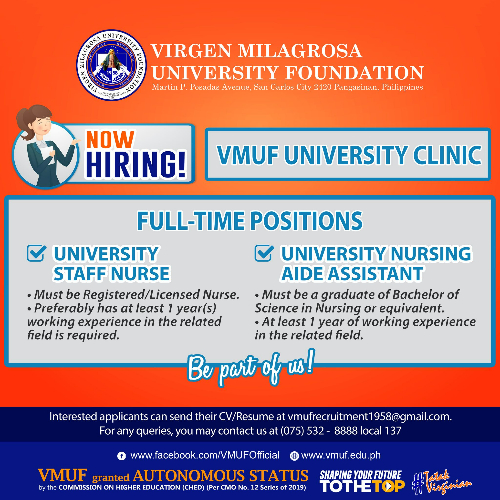 VIRGEN MILAGROSA
UNIVERSITY FOUNDATION
Martin P. Posadas Avenue, San Carlos City 2420 Pangasinan, Philippines
NOW
HIRING!
VMUF UNIVERSITY CLINIC
FULL-TIME POSITIONS
UNIVERSITY
STAFF NURSE
• Must be Registered/Licensed Nurse.
• Preferably has at least 1 year(s)
working experience in the related
field is required.
UNIVERSITY NURSING
AIDE ASSISTANT
• Must be a graduate of Bachelor of
Science in Nursing or equivalent.
• At least 1 year of working experience
in the related field.
Be part of us!
Interested applicants can send their CV/Resume at vmufrecruitment1958@gmail.com.
For any queries, you may contact us at (075) 532 - 8888 local 137
www.facebook.com/VMUFOfficial www.vmuf.edu.ph
VMUF granted AUTONOMOUS STATUS
by the COMMISSION ON HIGHER EDUCATION (CHED) (Per CMO No. 12 Series of 2019)
SHAPING YOUR FUTURE
TO THE TOP
#Tatak
Virginian